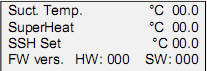 Suct. Temp. °C 00.0
SuperHeat °C 00.0
SSH Set °C 00.0
FW vers. HW: 000 SW: 000